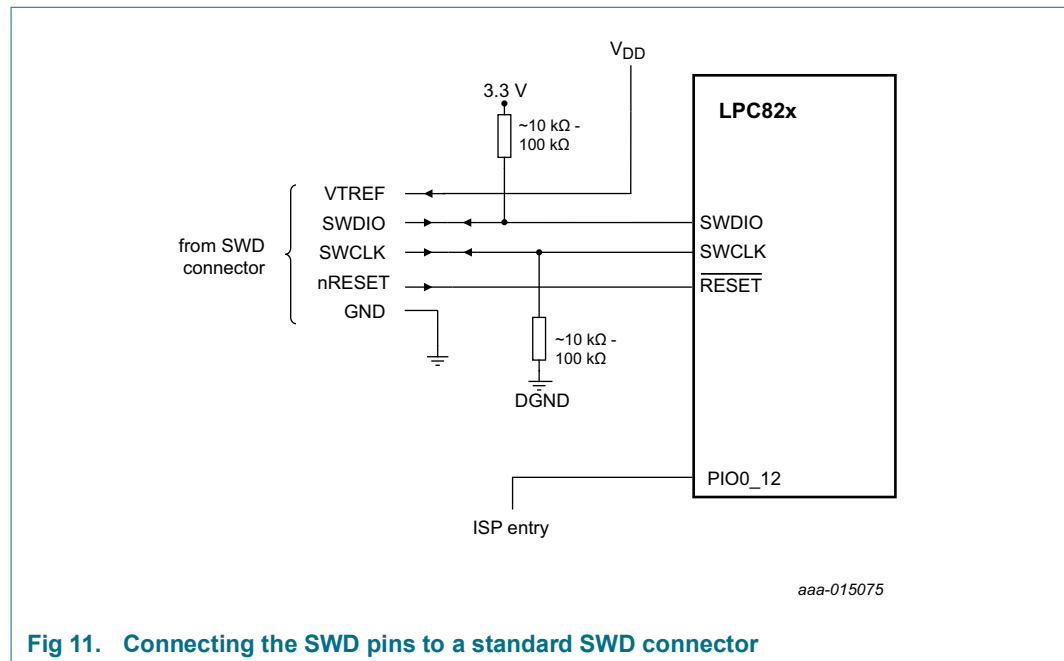 VDD
3.3 V
~10 kΩ -
100 kΩ
LPC82x
VTREF
SWDIO
SWCLK
nRESET
GND
from SWD
connector
SWDIO
SWCLK
RESET
~10 kΩ -
100 kΩ
DGND
PIO0_12
ISP entry
aaa-015075
Fig 11. Connecting the SWD pins to a standard SWD connector